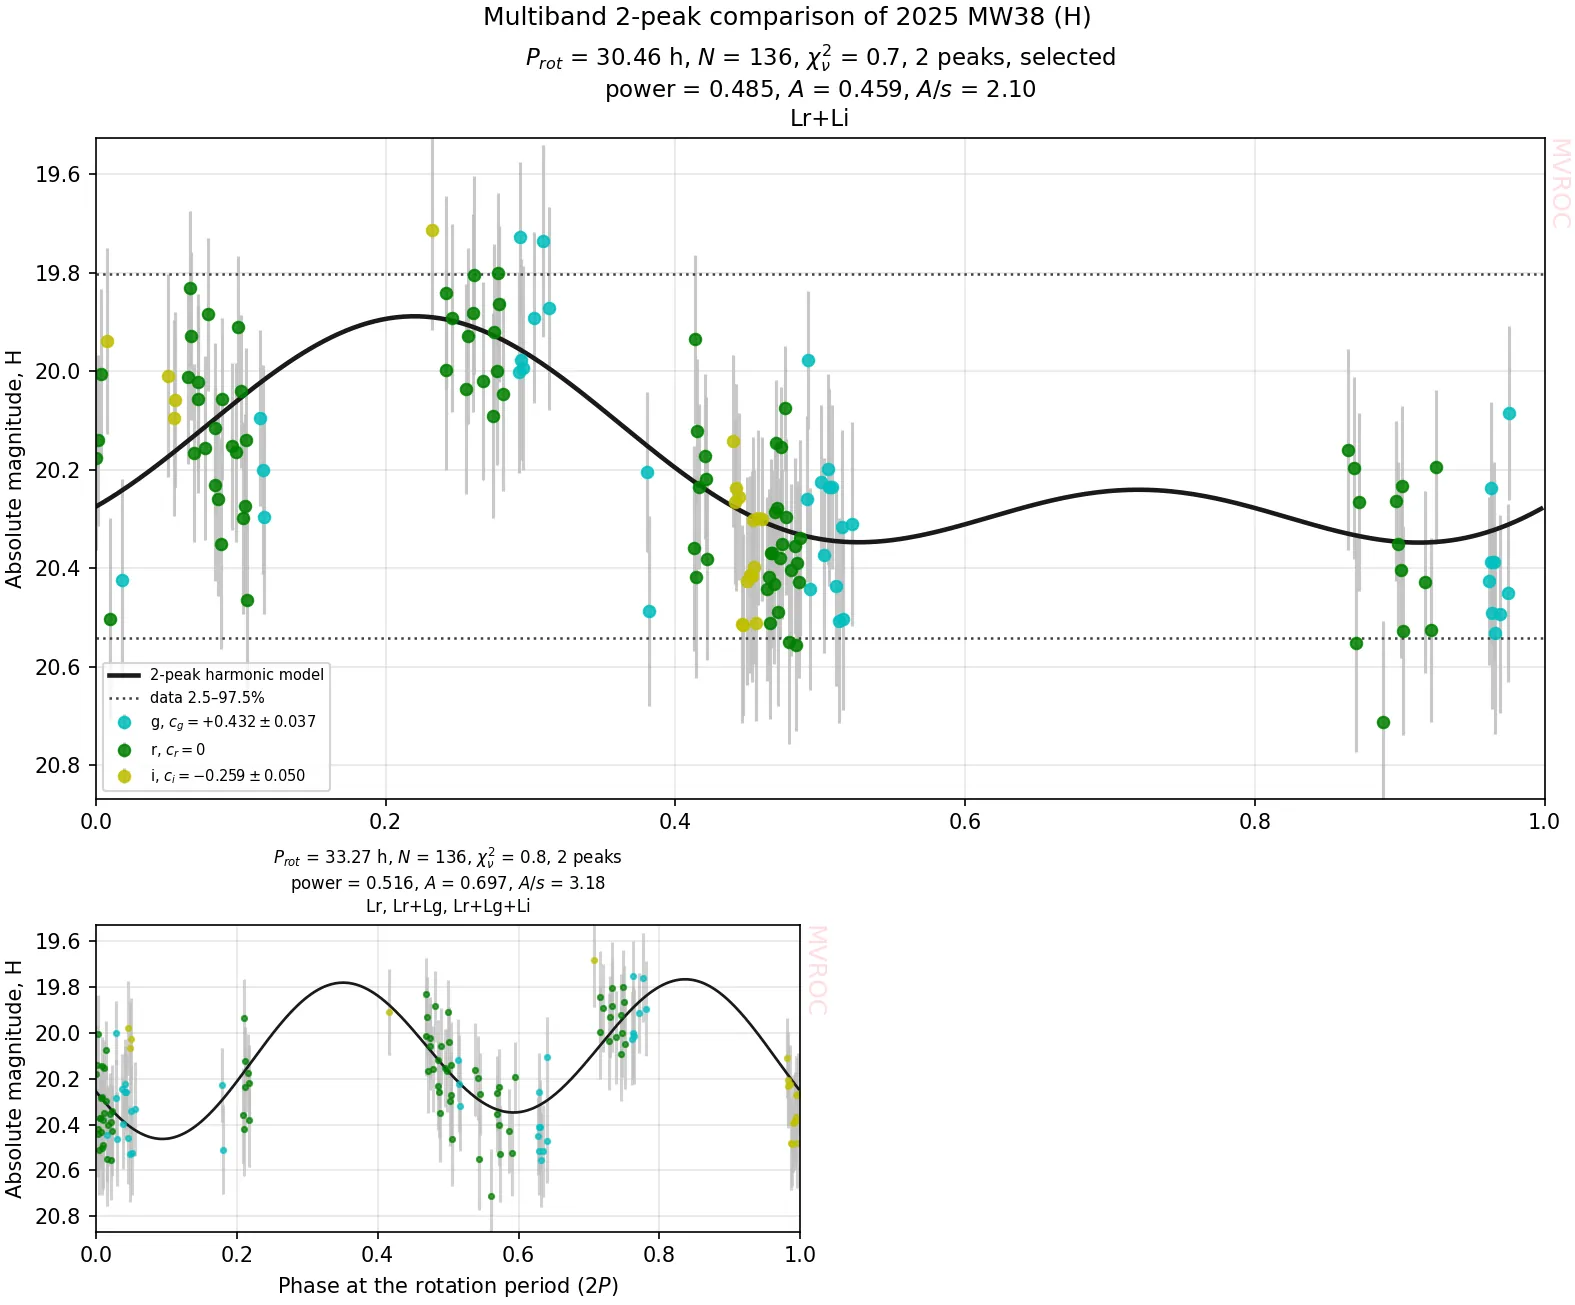 Multiband 2-peak comparison of 2025 MW38 (H)
P_rot = 30.46 h, N = 136, χ²_ν = 0.7, 2 peaks, selected
power = 0.485, A = 0.459, A/s = 2.10
Lr+Li
MVROC
Absolute magnitude, H
19.6
19.8
20.0
20.2
20.4
20.6
20.8
2-peak harmonic model
data 2.5–97.5%
g, c_g = +0.432 ± 0.037
r, c_r = 0
i, c_i = −0.259 ± 0.050
0.0 0.2 0.4 0.6 0.8 1.0
P_rot = 33.27 h, N = 136, χ²_ν = 0.8, 2 peaks
power = 0.516, A = 0.697, A/s = 3.18
Lr, Lr+Lg, Lr+Lg+Li
MVROC
Absolute magnitude, H
19.6
19.8
20.0
20.2
20.4
20.6
20.8
0.0 0.2 0.4 0.6 0.8 1.0
Phase at the rotation period (2P)